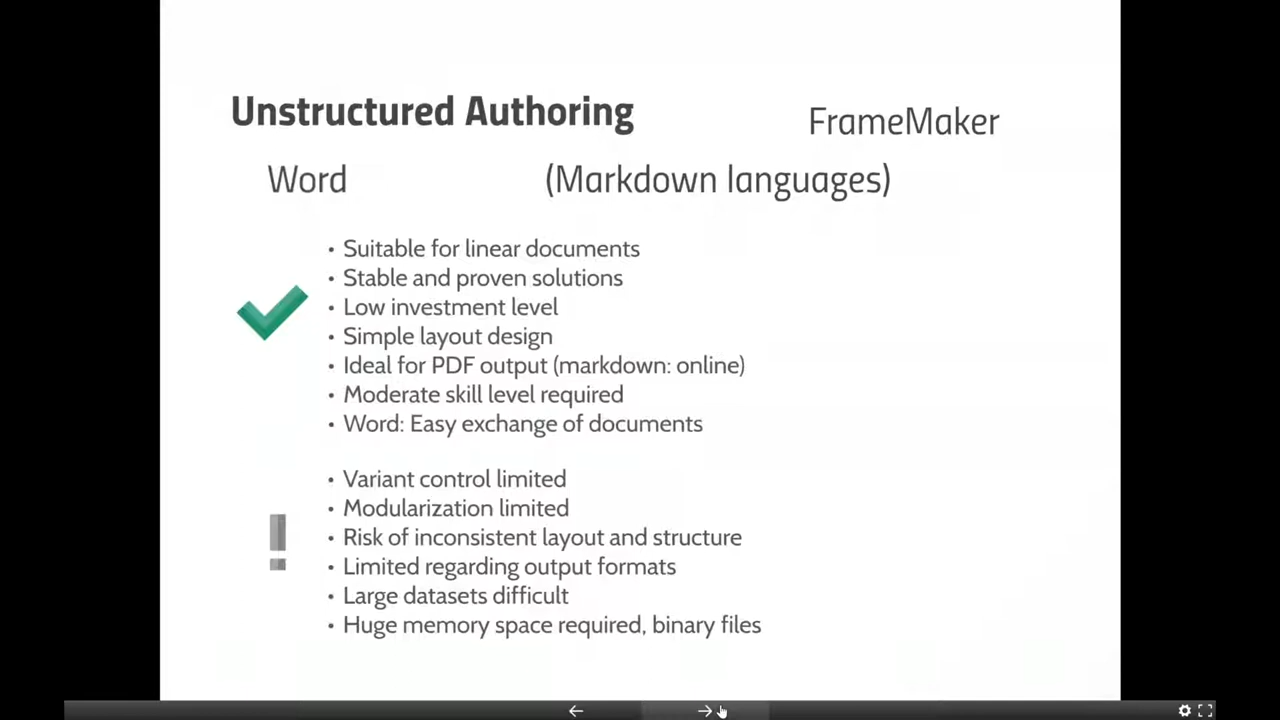 Unstructured Authoring
FrameMaker
Word
(Markdown languages)
• Suitable for linear documents
• Stable and proven solutions
• Low investment level
• Simple layout design
• Ideal for PDF output (markdown: online)
• Moderate skill level required
• Word: Easy exchange of documents
• Variant control limited
• Modularization limited
• Risk of inconsistent layout and structure
• Limited regarding output formats
• Large datasets difficult
• Huge memory space required, binary files